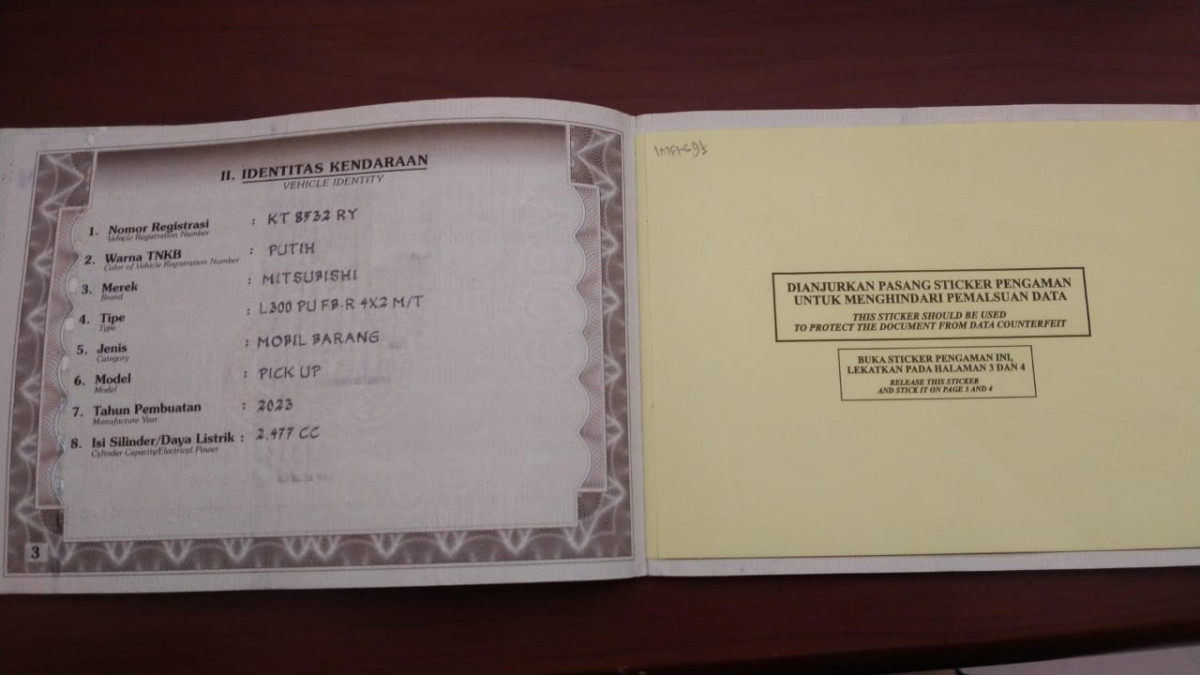 II. IDENTITAS KENDARAAN
VEHICLE IDENTITY
1. Nomor Registrasi : KT 8532 RY
Vehicle Registration Number
2. Warna TNKB : PUTIH
Color of Vehicle Registration Number
3. Merek : MITSUBISHI
Brand
4. Tipe : L300 PU FB-R 4X2 M/T
Type
5. Jenis : MOBIL BARANG
Category
6. Model : PICK UP
Model
7. Tahun Pembuatan : 2023
Manufacture Year
8. Isi Silinder/Daya Listrik : 2.477 CC
Cylinder Capacity/Electrical Power
3
DIANJURKAN PASANG STICKER PENGAMAN
UNTUK MENGHINDARI PEMALSUAN DATA
THIS STICKER SHOULD BE USED
TO PROTECT THE DOCUMENT FROM DATA COUNTERFEIT
BUKA STICKER PENGAMAN INI,
LEKATKAN PADA HALAMAN 3 DAN 4
RELEASE THIS STICKER
AND STICK IT ON PAGE 3 AND 4